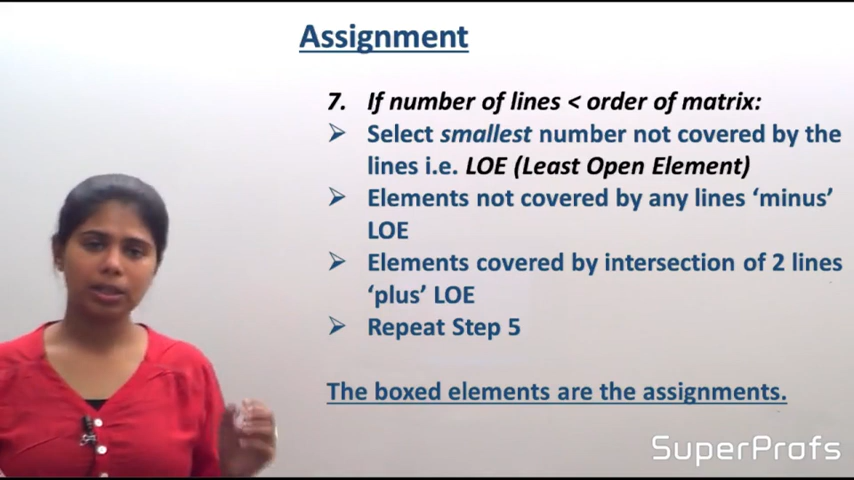 Assignment
7. If number of lines < order of matrix:
➢ Select smallest number not covered by the
lines i.e. LOE (Least Open Element)
➢ Elements not covered by any lines ‘minus’
LOE
➢ Elements covered by intersection of 2 lines
‘plus’ LOE
➢ Repeat Step 5
The boxed elements are the assignments.
SuperProfs